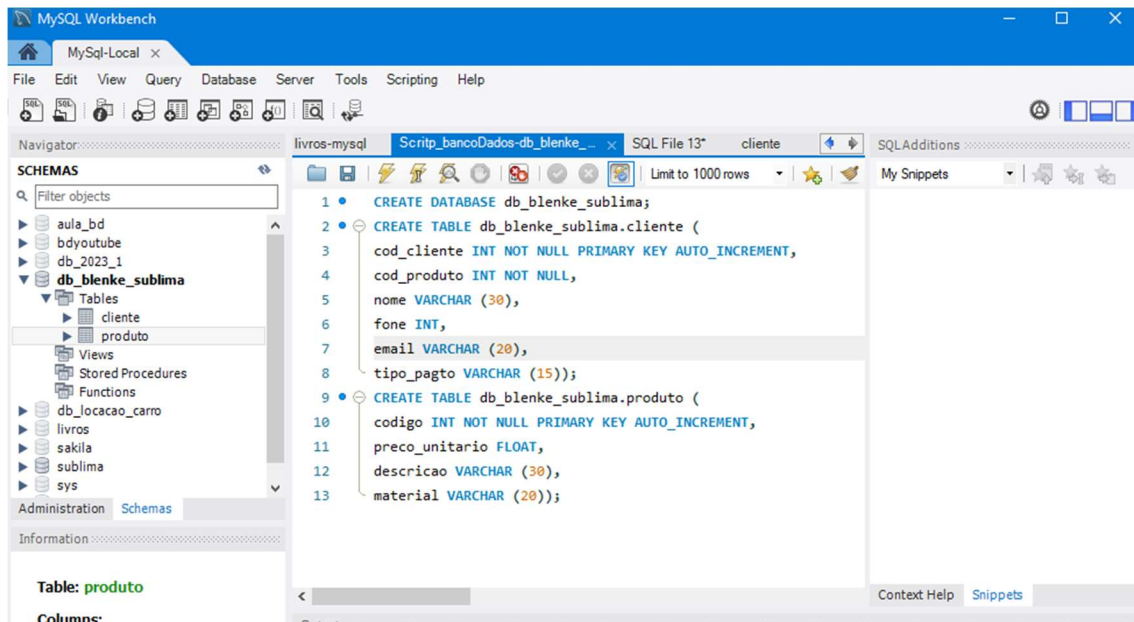 MySQL Workbench
MySql-Local
File Edit View Query Database Server Tools Scripting Help
Navigator
SCHEMAS
Filter objects
aula_bd
bdyoutube
db_2023_1
db_blenke_sublima
Tables
cliente
produto
Views
Stored Procedures
Functions
db_locacao_carro
livros
sakila
sublima
sys
Administration Schemas
Information
Table: produto
Columns:
livros-mysql Scritp_bancoDados-db_blenke_... SQL File 13* cliente
Limit to 1000 rows
1 CREATE DATABASE db_blenke_sublima;
2 CREATE TABLE db_blenke_sublima.cliente (
3 cod_cliente INT NOT NULL PRIMARY KEY AUTO_INCREMENT,
4 cod_produto INT NOT NULL,
5 nome VARCHAR (30),
6 fone INT,
7 email VARCHAR (20),
8 tipo_pagto VARCHAR (15));
9 CREATE TABLE db_blenke_sublima.produto (
10 codigo INT NOT NULL PRIMARY KEY AUTO_INCREMENT,
11 preco_unitario FLOAT,
12 descricao VARCHAR (30),
13 material VARCHAR (20));
SQLAdditions
My Snippets
Context Help Snippets